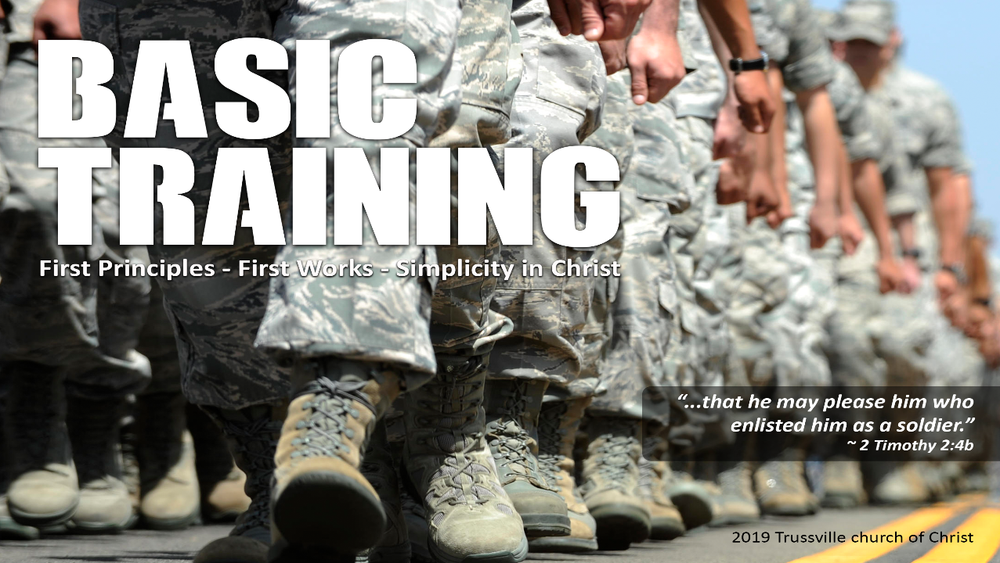 BASIC
TRAINING
First Principles - First Works - Simplicity in Christ
“...that he may please him who
enlisted him as a soldier.”
~ 2 Timothy 2:4b
2019 Trussville church of Christ